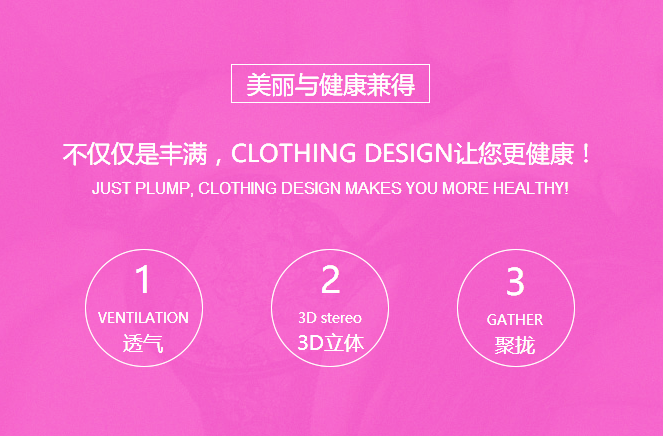 美丽与健康兼得
不仅仅是丰满，CLOTHING DESIGN让您更健康！
JUST PLUMP, CLOTHING DESIGN MAKES YOU MORE HEALTHY!
1
VENTILATION
透气
2
3D stereo
3D立体
3
GATHER
聚拢